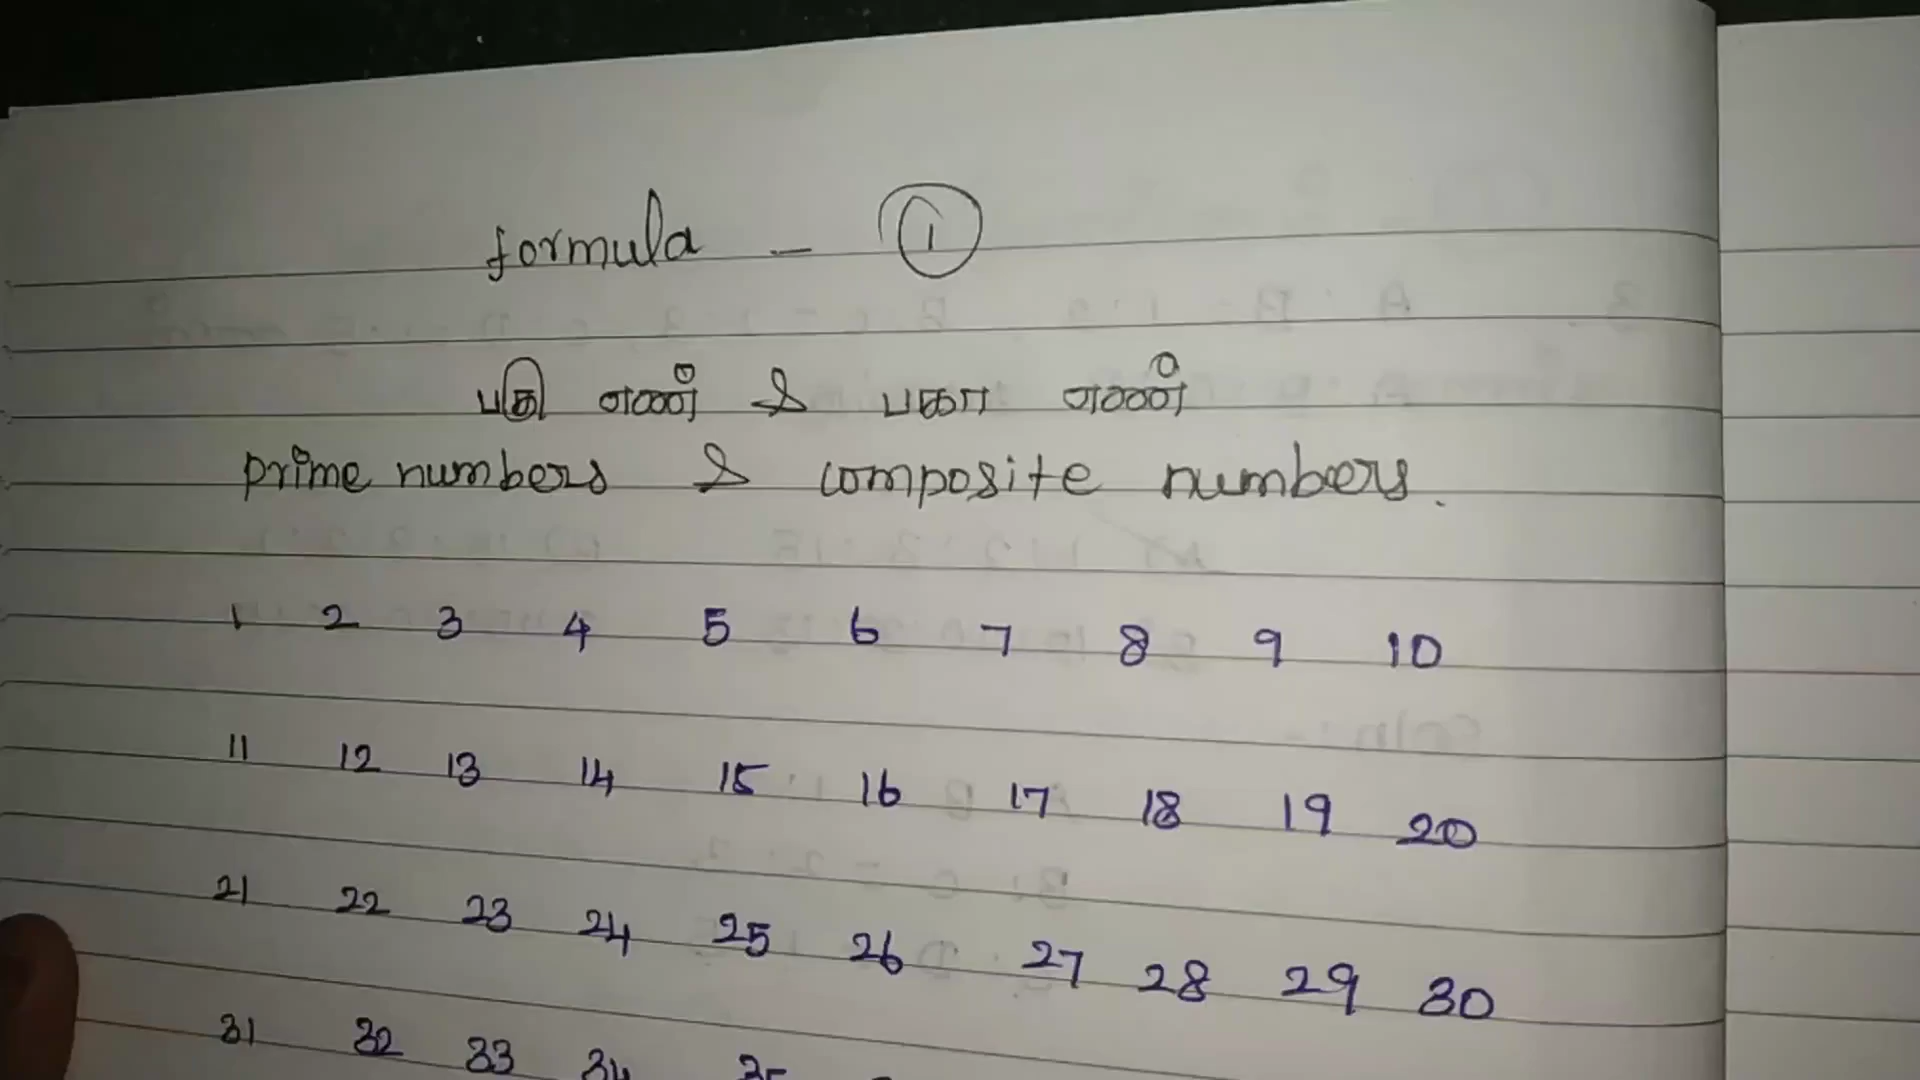 formula - 1
பகு எண் & பகா எண்
prime numbers & composite numbers.
1 2 3 4 5 6 7 8 9 10
11 12 13 14 15 16 17 18 19 20
21 22 23 24 25 26 27 28 29 30
31 32 33 34 35